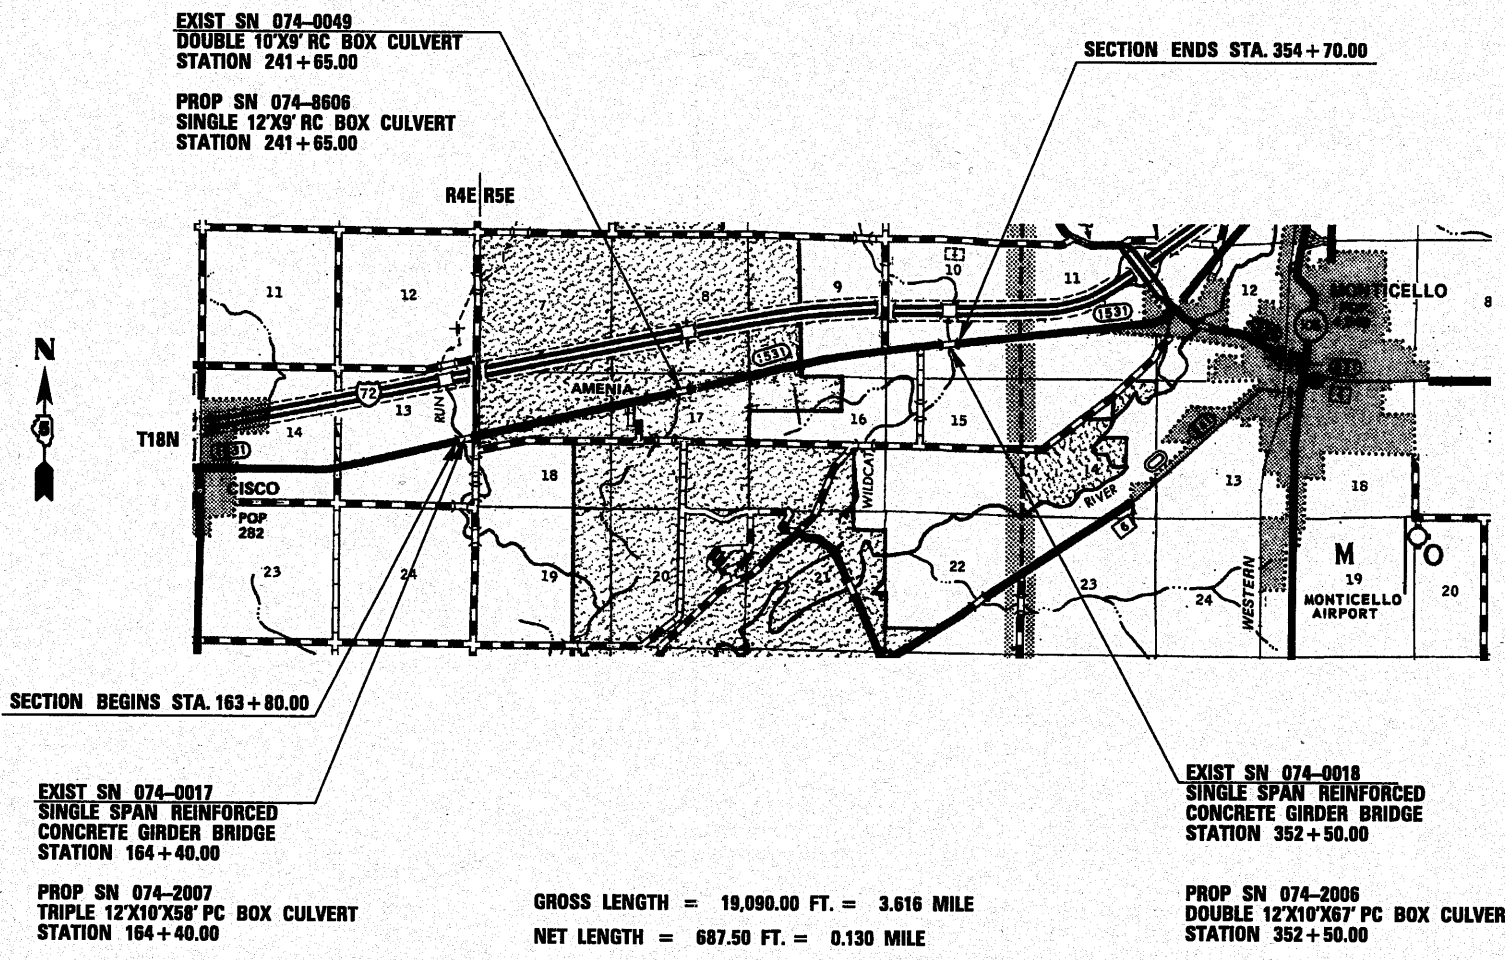 EXIST SN 074-0049
DOUBLE 10'X9' RC BOX CULVERT
STATION 241+65.00
PROP SN 074-8606
SINGLE 12'X9' RC BOX CULVERT
STATION 241+65.00
SECTION ENDS STA. 354+70.00
R4E R5E
11
12
7
8
9
10
11
12
8
MONTICELLO
1531
1531
N
72
13
14
T18N
RUN
AMENIA
17
16
15
CISCO
POP
282
18
WILDCAT
RIVER
6
13
18
23
24
19
20
21
22
23
24
WESTERN
M
O
19
MONTICELLO
AIRPORT
20
SECTION BEGINS STA. 163+80.00
EXIST SN 074-0017
SINGLE SPAN REINFORCED
CONCRETE GIRDER BRIDGE
STATION 164+40.00
PROP SN 074-2007
TRIPLE 12'X10'X58' PC BOX CULVERT
STATION 164+40.00
GROSS LENGTH = 19,090.00 FT. = 3.616 MILE
NET LENGTH = 687.50 FT. = 0.130 MILE
EXIST SN 074-0018
SINGLE SPAN REINFORCED
CONCRETE GIRDER BRIDGE
STATION 352+50.00
PROP SN 074-2006
DOUBLE 12'X10'X67' PC BOX CULVER
STATION 352+50.00